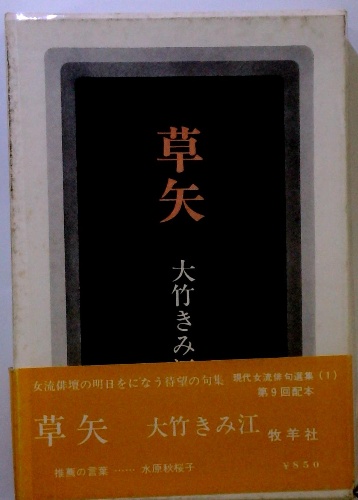 草矢
大竹きみ江
女流俳壇の明日をになう待望の句集 現代女流俳句選集(1)
第9回配本
草矢 大竹きみ江 牧羊社
推薦の言葉……水原秋桜子
¥850